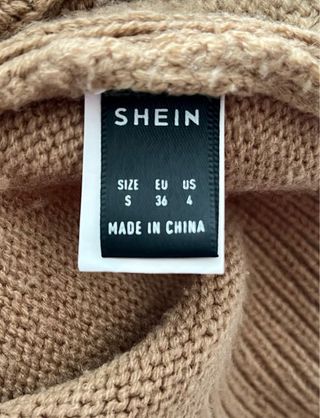 SHEIN
SIZE EU US
S 36 4
MADE IN CHINA